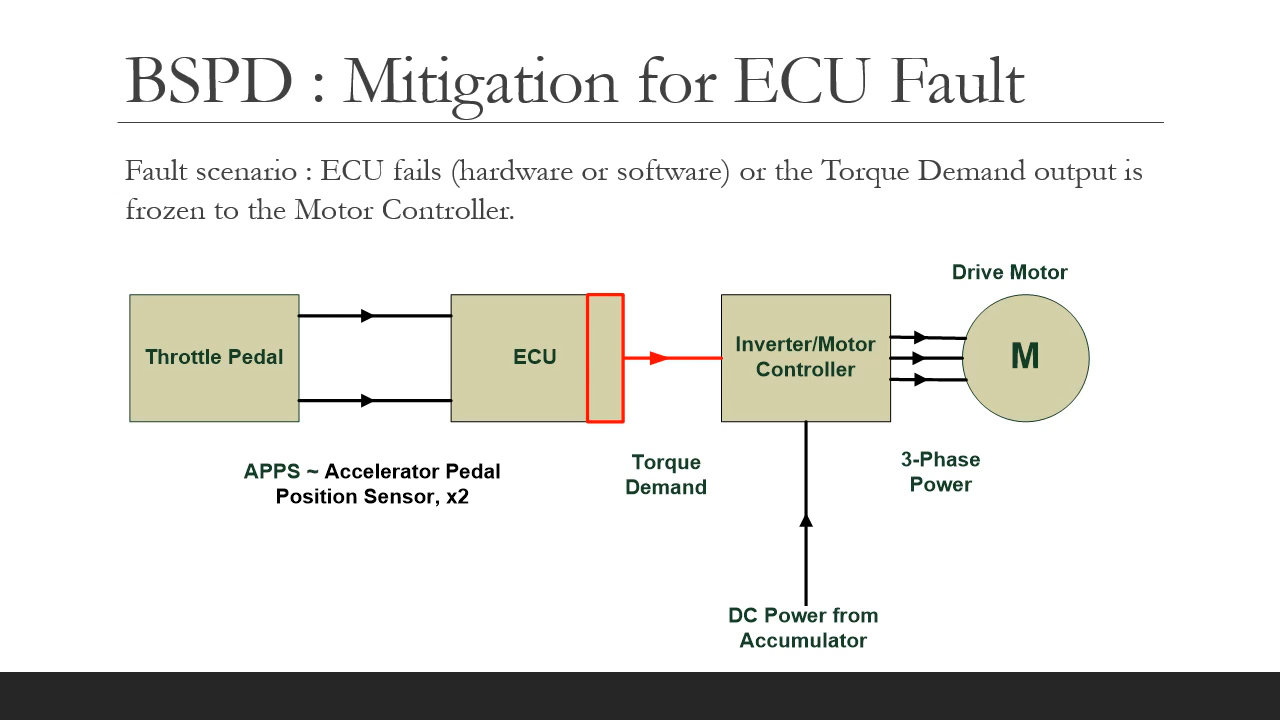 BSPD : Mitigation for ECU Fault
Fault scenario : ECU fails (hardware or software) or the Torque Demand output is
frozen to the Motor Controller.
Drive Motor
Throttle Pedal
ECU
Inverter/Motor
Controller
M
APPS ~ Accelerator Pedal
Position Sensor, x2
Torque
Demand
3-Phase
Power
DC Power from
Accumulator